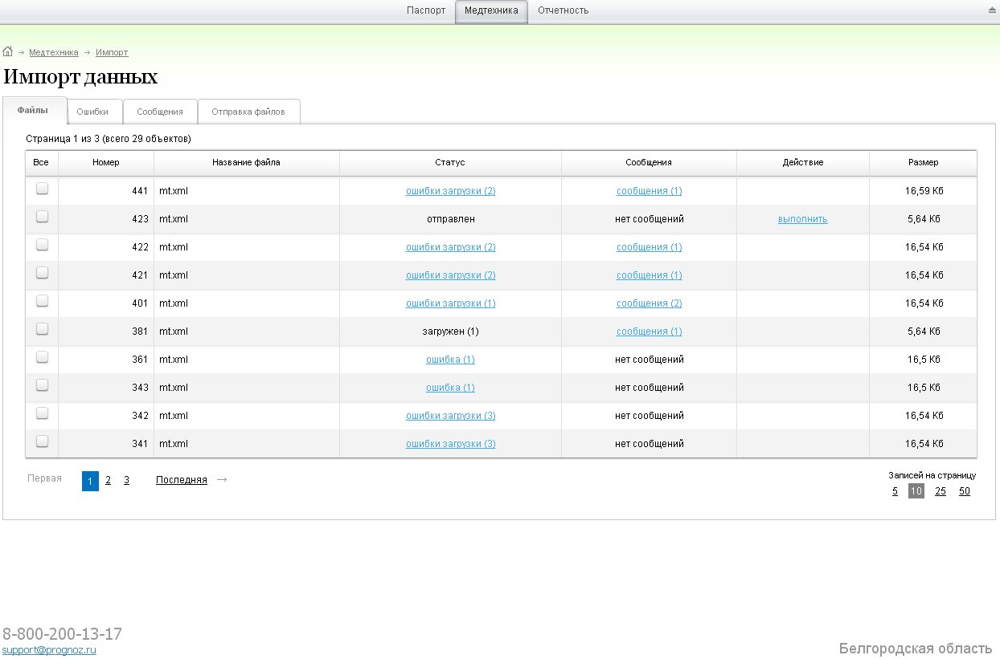 Паспорт Медтехника Отчетность
Медтехника → Импорт
Импорт данных
Файлы Ошибки Сообщения Отправка файлов
Страница 1 из 3 (всего 29 объектов)
Все Номер Название файла Статус Сообщения Действие Размер
441 mt.xml ошибки загрузки (2) сообщения (1) 16,59 Кб
423 mt.xml отправлен нет сообщений выполнить 5,64 Кб
422 mt.xml ошибки загрузки (2) сообщения (1) 16,54 Кб
421 mt.xml ошибки загрузки (2) сообщения (1) 16,54 Кб
401 mt.xml ошибки загрузки (1) сообщения (2) 16,54 Кб
381 mt.xml загружен (1) сообщения (1) 5,64 Кб
361 mt.xml ошибка (1) нет сообщений 16,5 Кб
343 mt.xml ошибка (1) нет сообщений 16,5 Кб
342 mt.xml ошибки загрузки (3) нет сообщений 16,54 Кб
341 mt.xml ошибки загрузки (3) нет сообщений 16,54 Кб
Первая 1 2 3 Последняя →
Записей на страницу
5 10 25 50
8-800-200-13-17
support@prognoz.ru
Белгородская область